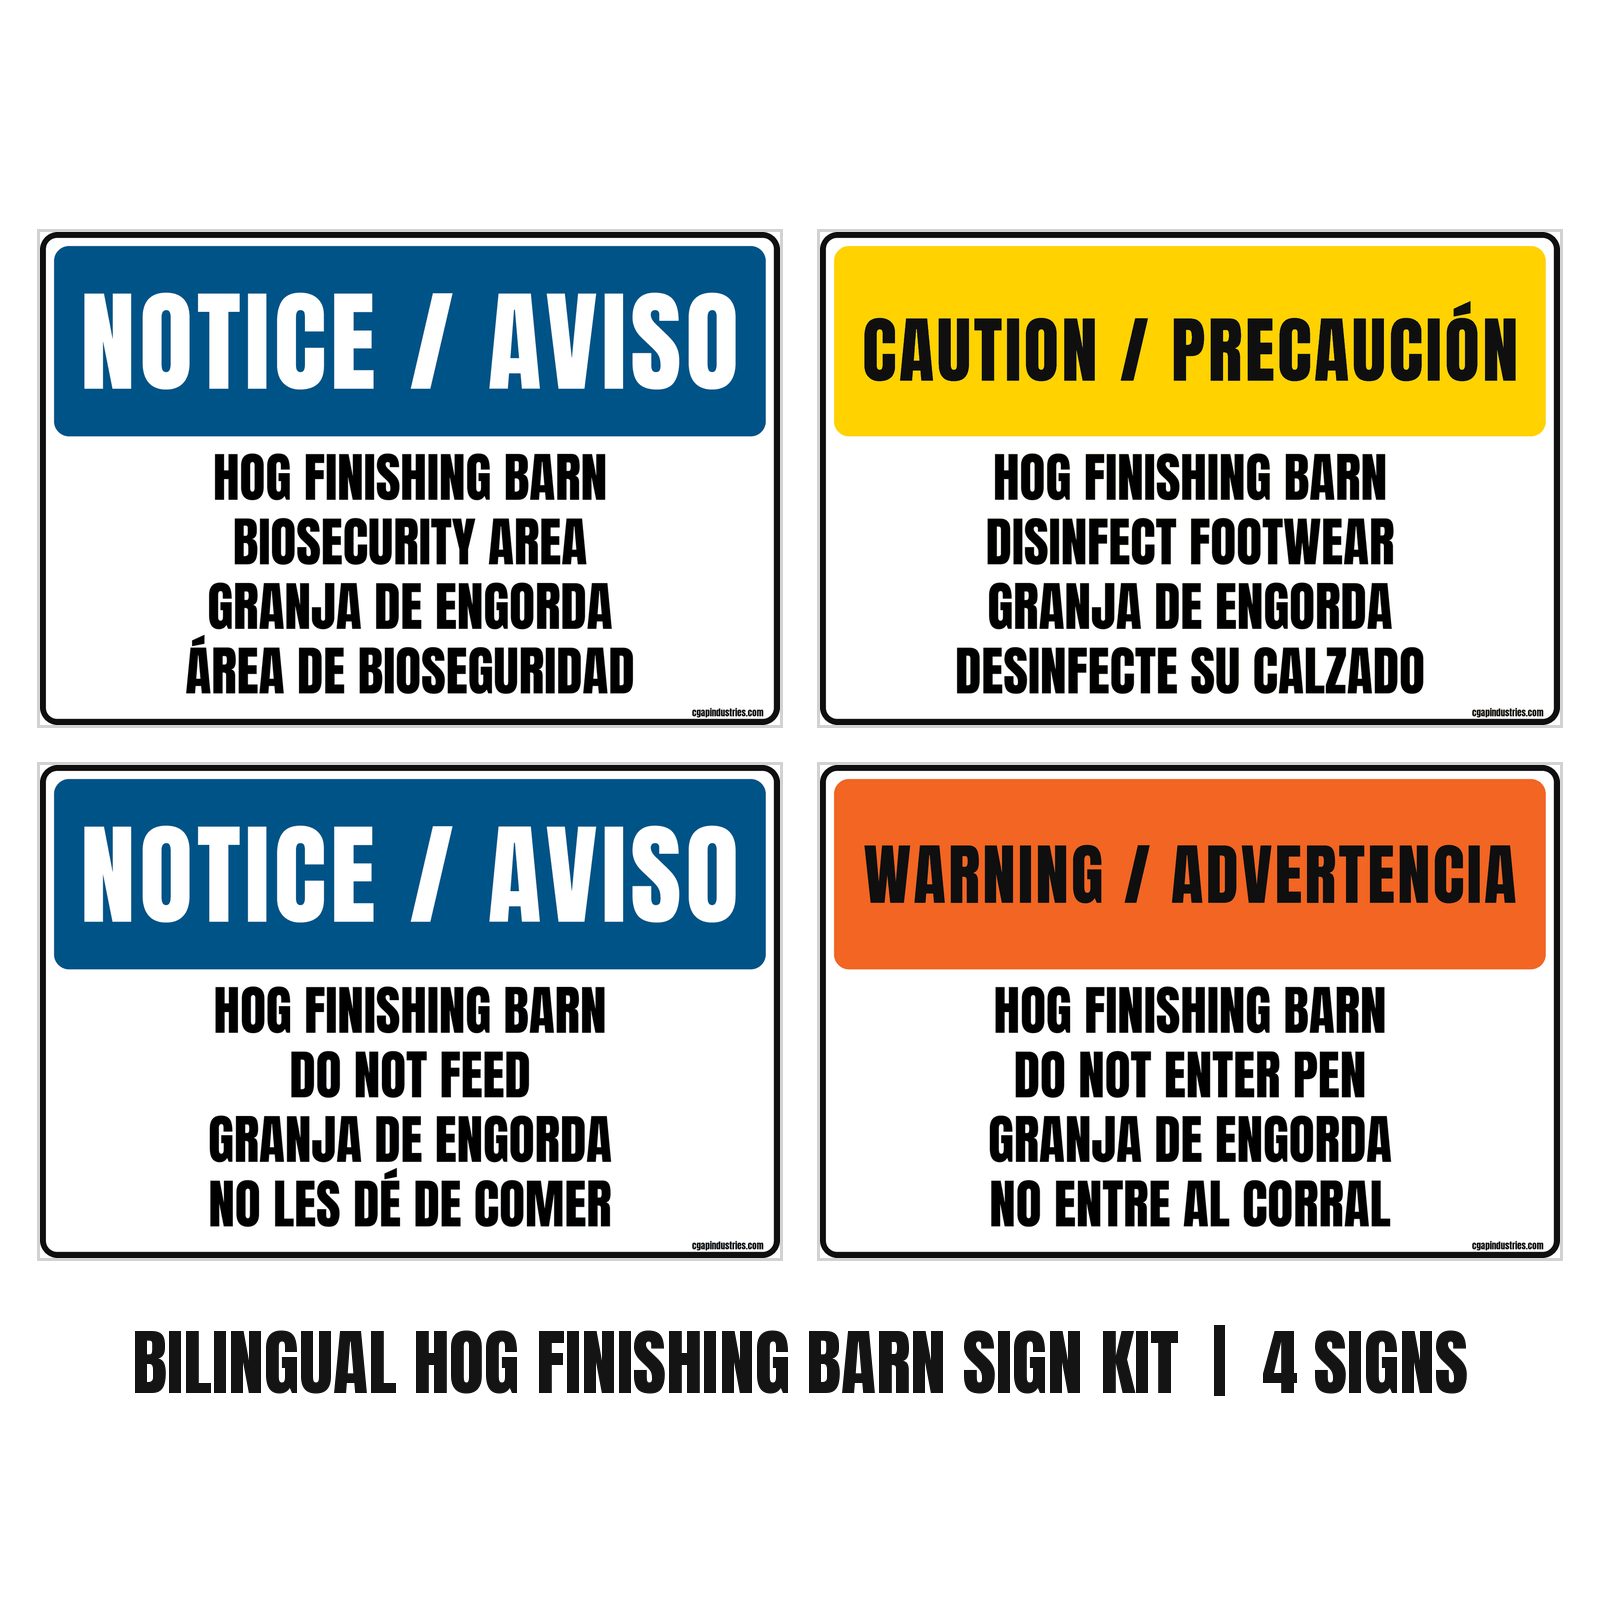 NOTICE / AVISO
HOG FINISHING BARN
BIOSECURITY AREA
GRANJA DE ENGORDA
ÁREA DE BIOSEGURIDAD
cgapindustries.com
CAUTION / PRECAUCIÓN
HOG FINISHING BARN
DISINFECT FOOTWEAR
GRANJA DE ENGORDA
DESINFECTE SU CALZADO
cgapindustries.com
NOTICE / AVISO
HOG FINISHING BARN
DO NOT FEED
GRANJA DE ENGORDA
NO LES DÉ DE COMER
cgapindustries.com
WARNING / ADVERTENCIA
HOG FINISHING BARN
DO NOT ENTER PEN
GRANJA DE ENGORDA
NO ENTRE AL CORRAL
cgapindustries.com
BILINGUAL HOG FINISHING BARN SIGN KIT | 4 SIGNS